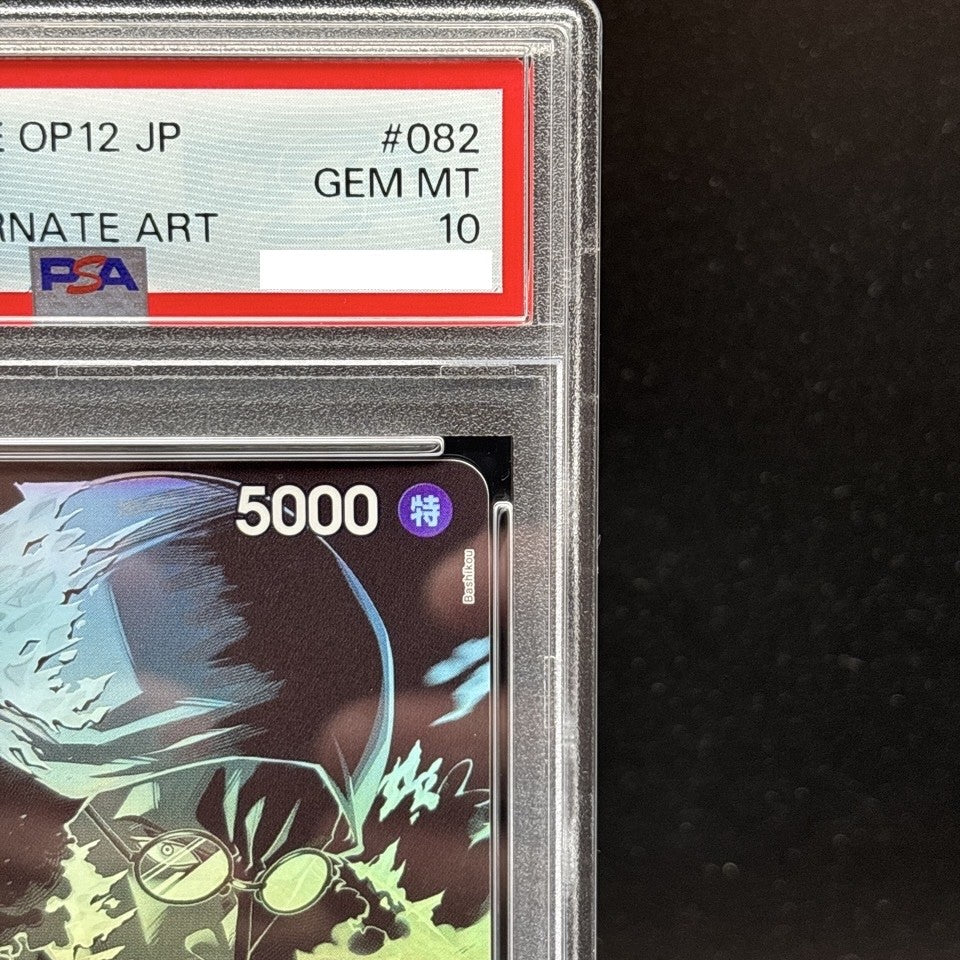 E OP12 JP #082
GEM MT
RNATE ART 10
PSA
5000 特
Bashikou